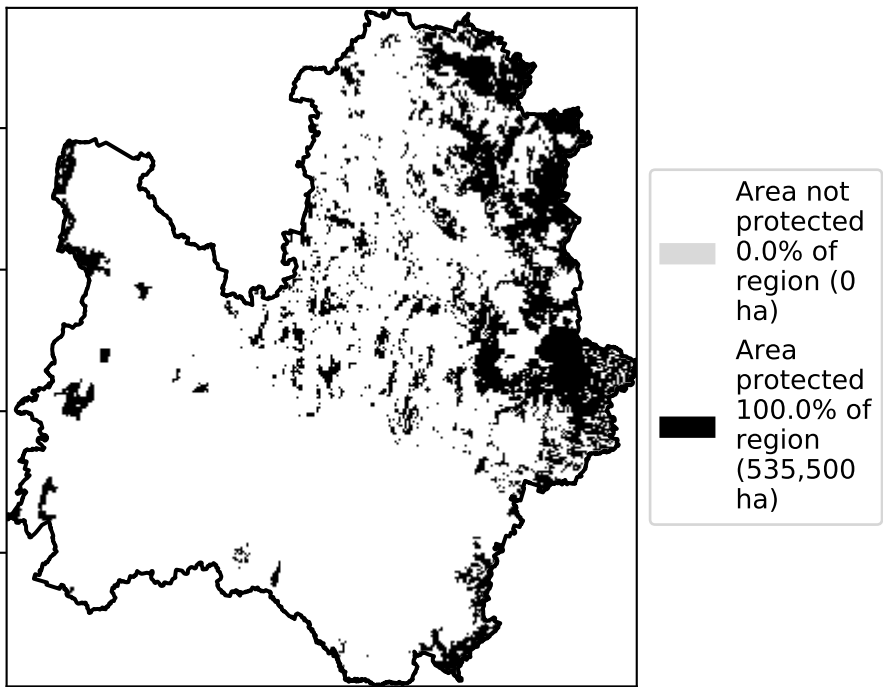 Area not
protected
0.0% of
region (0
ha)
Area
protected
100.0% of
region
(535,500
ha)